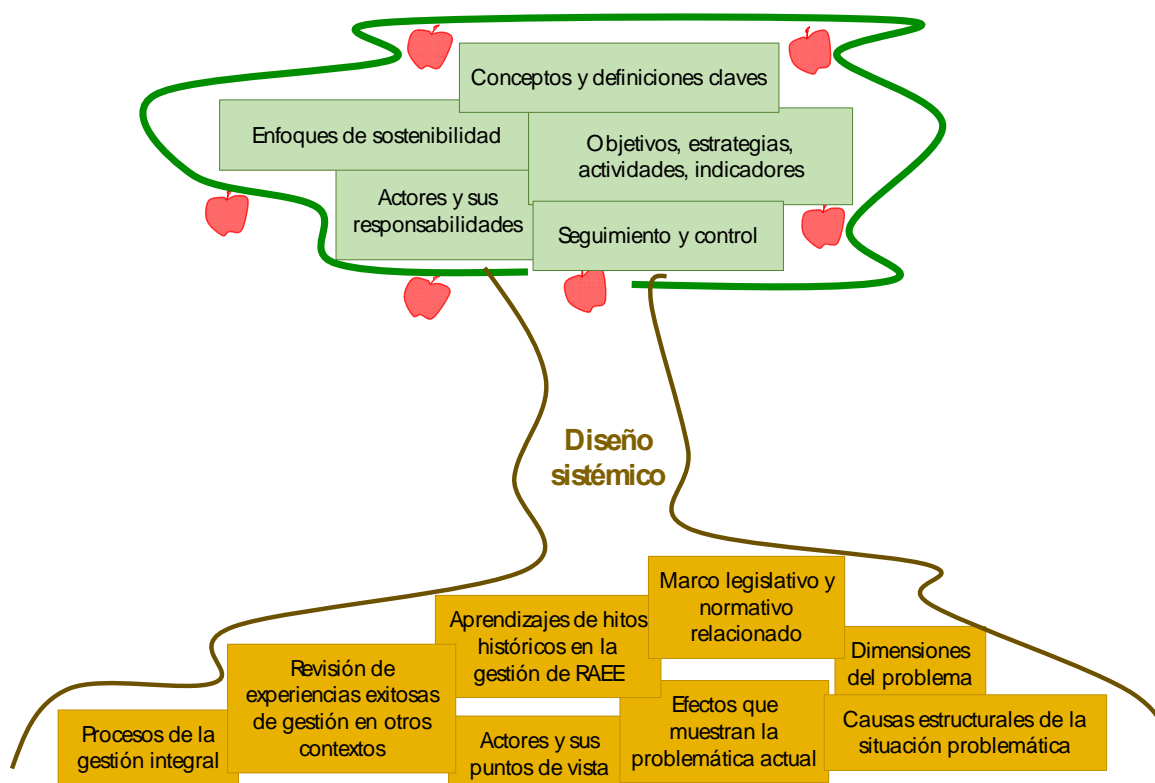 Conceptos y definiciones claves
Enfoques de sostenibilidad
Objetivos, estrategias,
actividades, indicadores
Actores y sus
responsabilidades
Seguimiento y control
Diseño
sistémico
Marco legislativo y
normativo
relacionado
Aprendizajes de hitos
históricos en la
gestión de RAEE
Dimensiones
del problema
Revisión de
experiencias exitosas
de gestión en otros
contextos
Efectos que
muestran la
problemática actual
Causas estructurales de la
situación problemática
Procesos de la
gestión integral
Actores y sus
puntos de vista